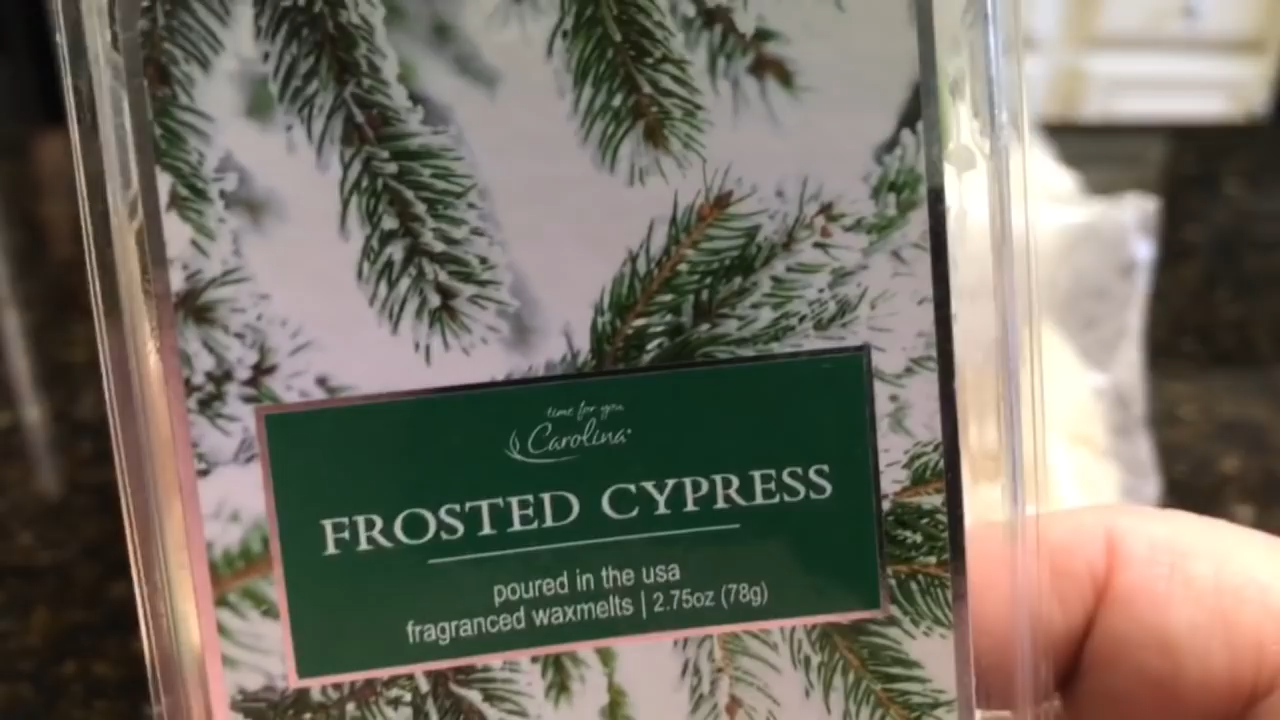 time for you
Carolina
FROSTED CYPRESS
poured in the usa
fragranced waxmelts | 2.75oz (78g)